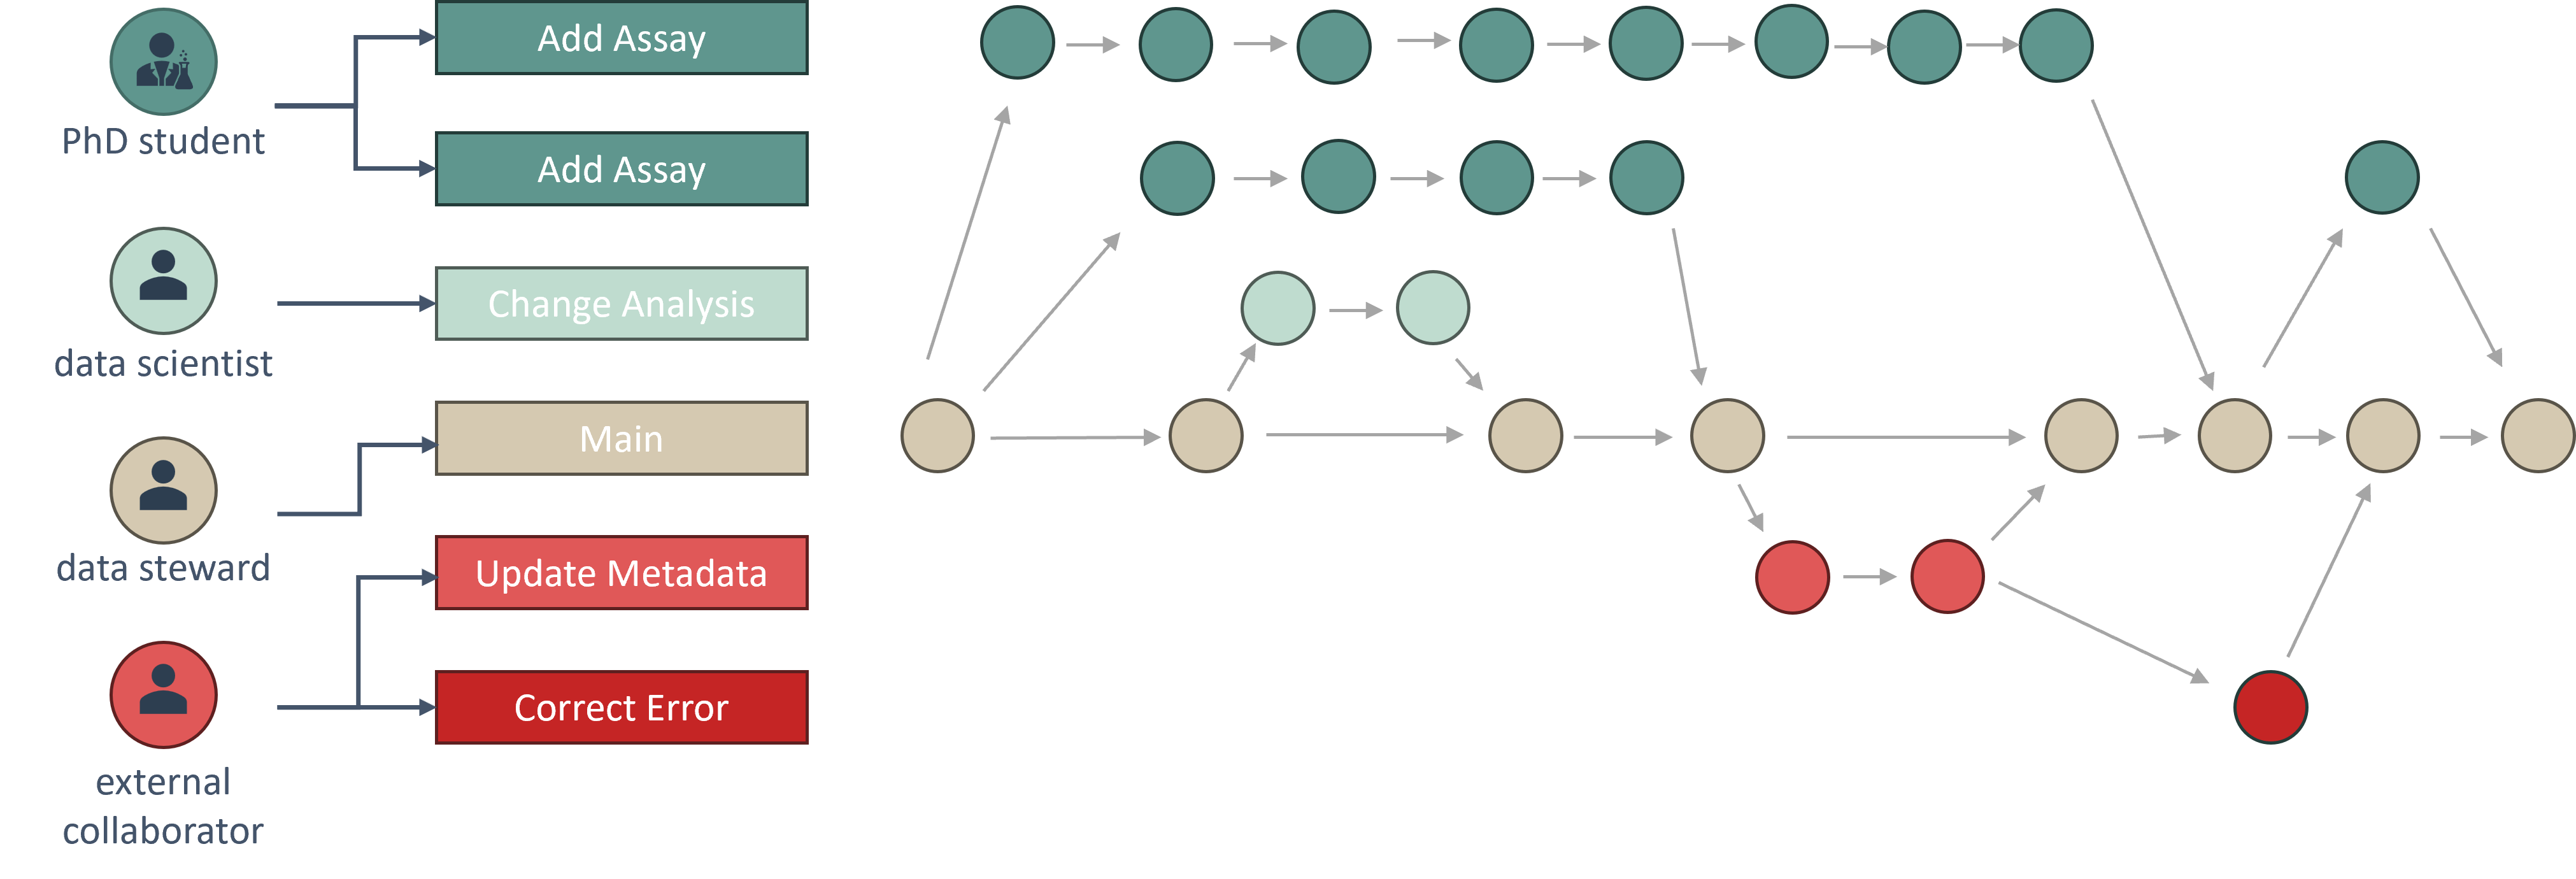 PhD student
Add Assay
Add Assay
data scientist
Change Analysis
data steward
Main
external
collaborator
Update Metadata
Correct Error